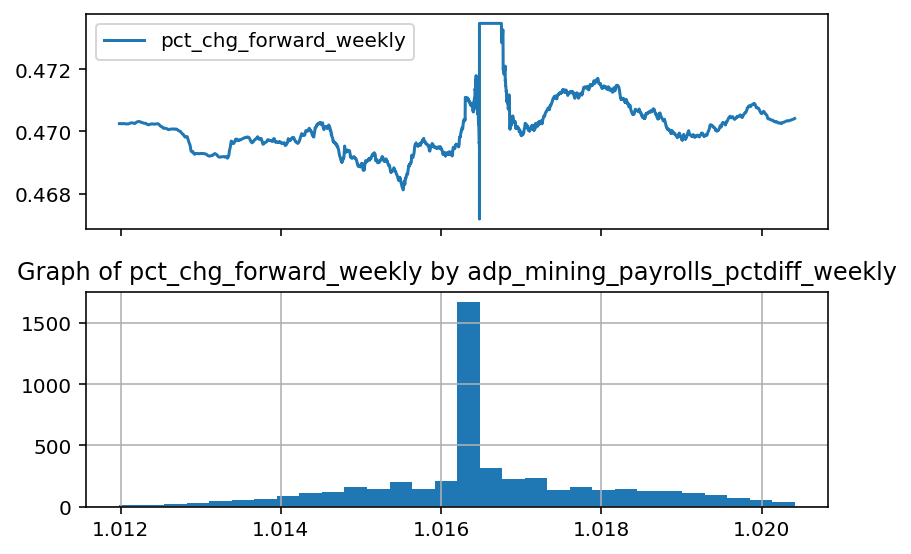 pct_chg_forward_weekly
0.472
0.470
0.468
Graph of pct_chg_forward_weekly by adp_mining_payrolls_pctdiff_weekly
1500
1000
500
0
1.012 1.014 1.016 1.018 1.020